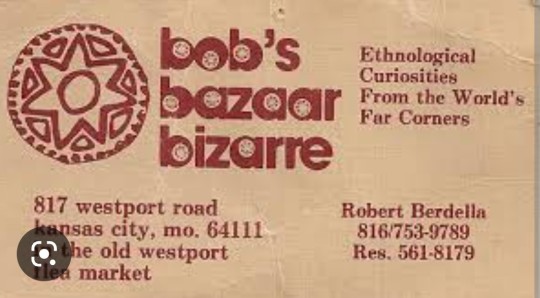 bob's
bazaar
bizarre
Ethnological
Curiosities
From the World's
Far Corners
817 westport road
kansas city, mo. 64111
the old westport
flea market
Robert Berdella
816/753-9789
Res. 561-8179